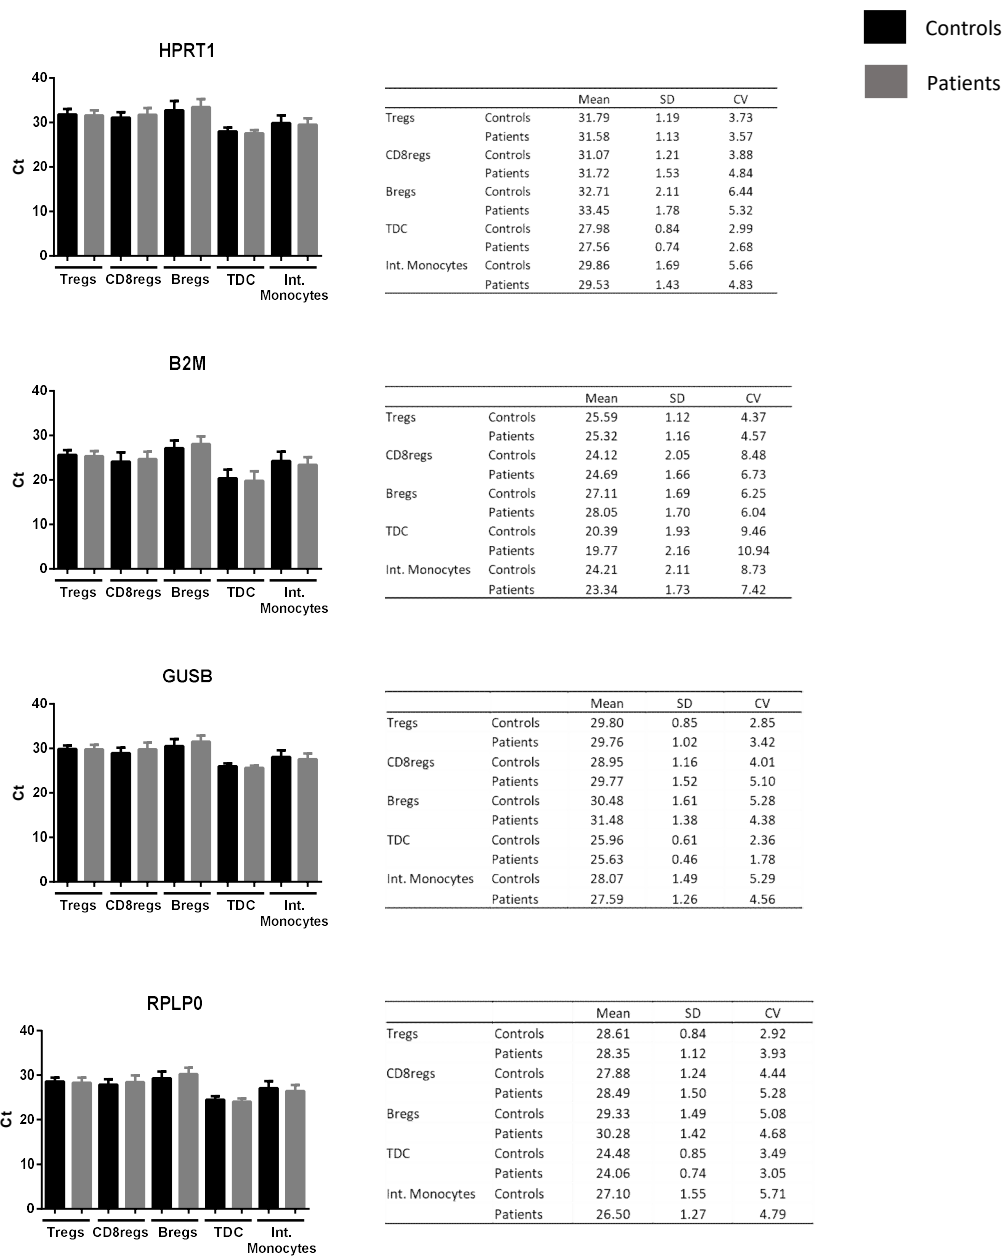 Controls
Patients
HPRT1
40
30
20
10
0
Ct
Tregs CD8regs Bregs TDC Int.
Monocytes
Mean SD CV
Tregs Controls 31.79 1.19 3.73
Patients 31.58 1.13 3.57
CD8regs Controls 31.07 1.21 3.88
Patients 31.72 1.53 4.84
Bregs Controls 32.71 2.11 6.44
Patients 33.45 1.78 5.32
TDC Controls 27.98 0.84 2.99
Patients 27.56 0.74 2.68
Int. Monocytes Controls 29.86 1.69 5.66
Patients 29.53 1.43 4.83
B2M
40
30
20
10
0
Ct
Tregs CD8regs Bregs TDC Int.
Monocytes
Mean SD CV
Tregs Controls 25.59 1.12 4.37
Patients 25.32 1.16 4.57
CD8regs Controls 24.12 2.05 8.48
Patients 24.69 1.66 6.73
Bregs Controls 27.11 1.69 6.25
Patients 28.05 1.70 6.04
TDC Controls 20.39 1.93 9.46
Patients 19.77 2.16 10.94
Int. Monocytes Controls 24.21 2.11 8.73
Patients 23.34 1.73 7.42
GUSB
40
30
20
10
0
Ct
Tregs CD8regs Bregs TDC Int.
Monocytes
Mean SD CV
Tregs Controls 29.80 0.85 2.85
Patients 29.76 1.02 3.42
CD8regs Controls 28.95 1.16 4.01
Patients 29.77 1.52 5.10
Bregs Controls 30.48 1.61 5.28
Patients 31.48 1.38 4.38
TDC Controls 25.96 0.61 2.36
Patients 25.63 0.46 1.78
Int. Monocytes Controls 28.07 1.49 5.29
Patients 27.59 1.26 4.56
RPLP0
40
30
20
10
0
Ct
Tregs CD8regs Bregs TDC Int.
Monocytes
Mean SD CV
Tregs Controls 28.61 0.84 2.92
Patients 28.35 1.12 3.93
CD8regs Controls 27.88 1.24 4.44
Patients 28.49 1.50 5.28
Bregs Controls 29.33 1.49 5.08
Patients 30.28 1.42 4.68
TDC Controls 24.48 0.85 3.49
Patients 24.06 0.74 3.05
Int. Monocytes Controls 27.10 1.55 5.71
Patients 26.50 1.27 4.79